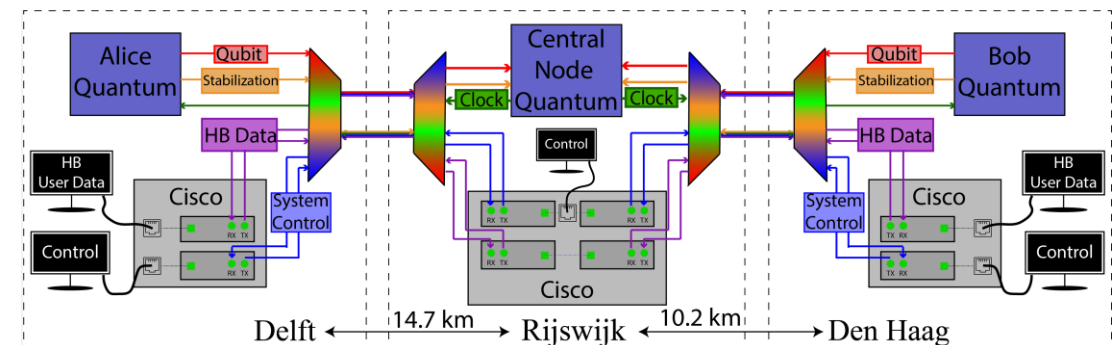 Alice
Quantum
Qubit
Stabilization
HB Data
HB
User Data
Control
Cisco
RX TX
RX TX
System
Control
Central
Node
Quantum
Clock
Clock
Control
RX TX
RX TX
RX TX
RX TX
Cisco
Qubit
Stabilization
Bob
Quantum
HB Data
System
Control
Cisco
TX RX
TX RX
HB
User Data
Control
Delft
14.7 km
Rijswijk
10.2 km
Den Haag